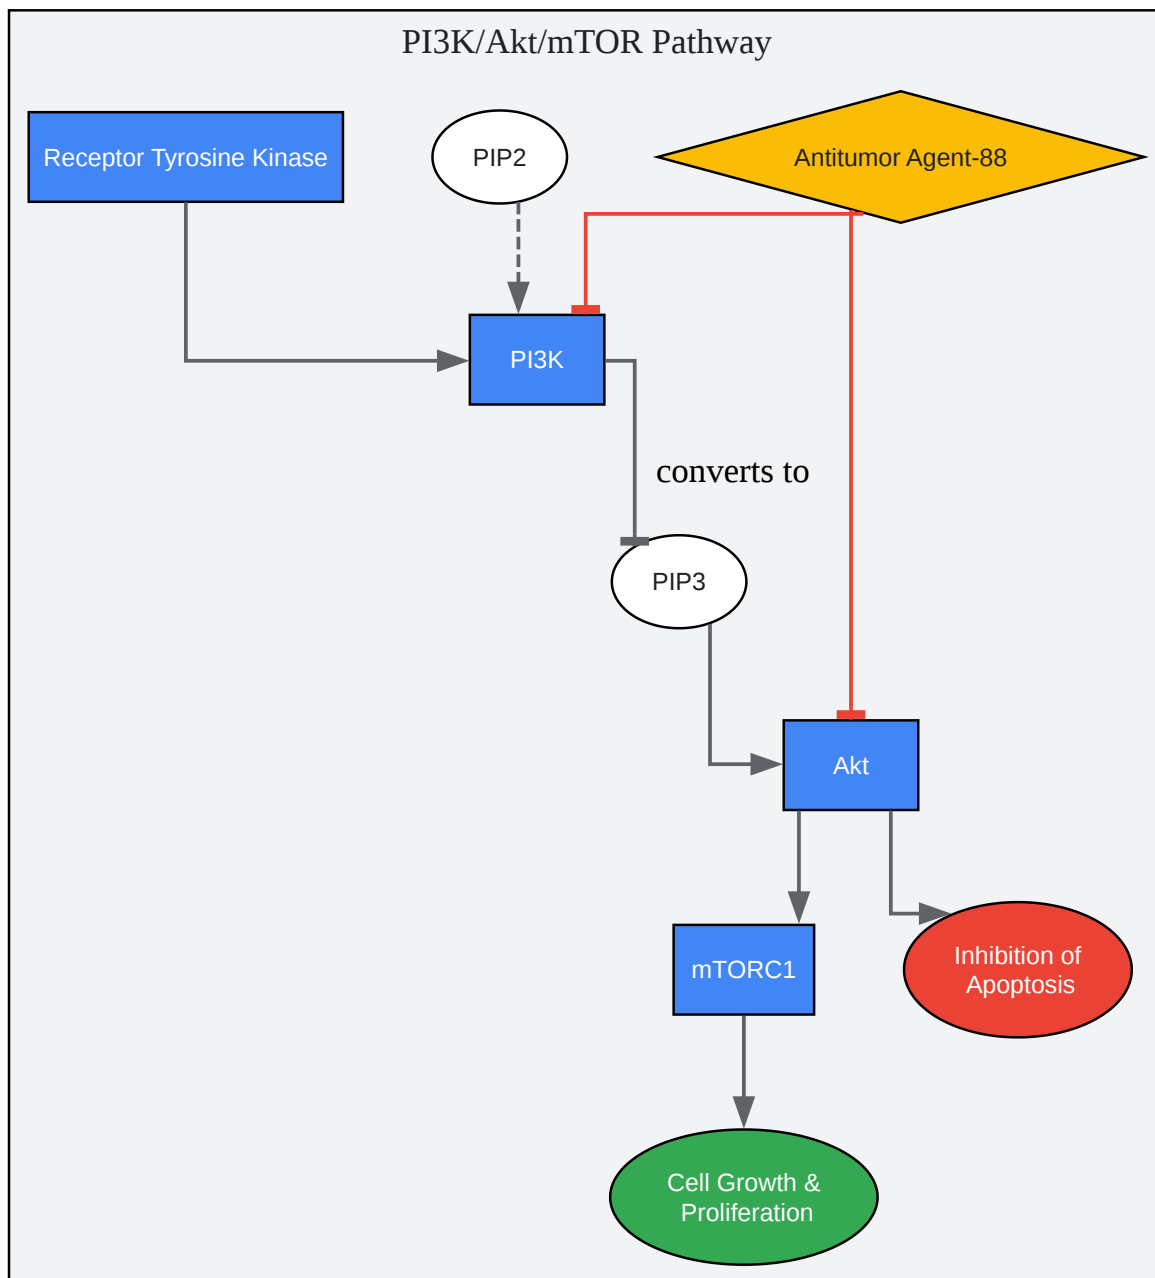 PI3K/Akt/mTOR Pathway
Receptor Tyrosine Kinase
PIP2
Antitumor Agent-88
PI3K
converts to
PIP3
Akt
mTORC1
Inhibition of
Apoptosis
Cell Growth &
Proliferation